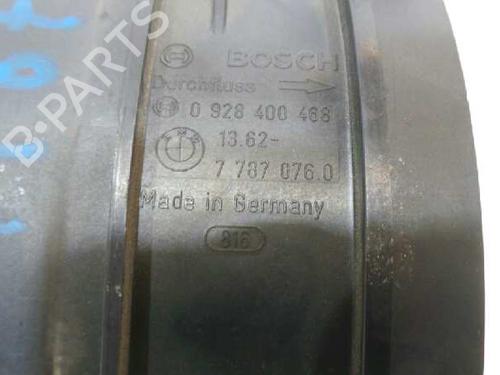 BOSCH
Durchfluss
0 928 400 468
13.62-
7 787 076.0
Made in Germany
816
B-PARTS